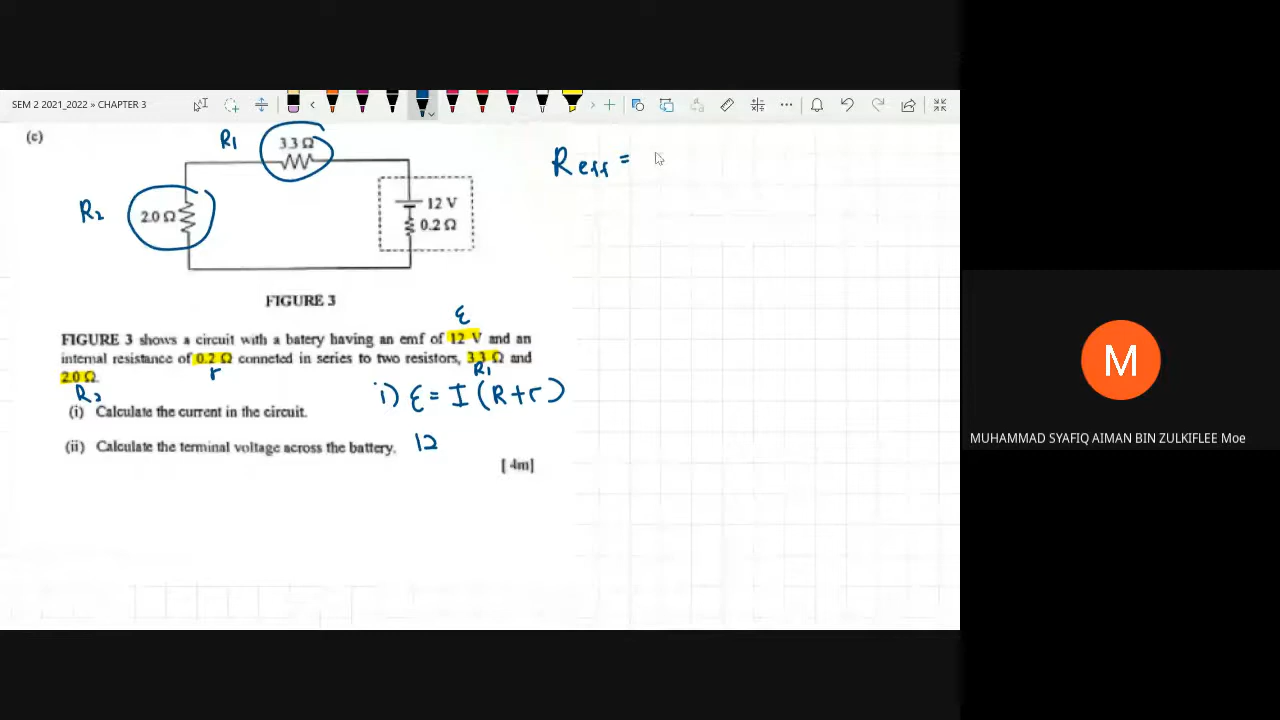 SEM 2 2021_2022 » CHAPTER 3
(c)
R1
3.3 Ω
Reff =
R2
2.0 Ω
12 V
0.2 Ω
FIGURE 3
ε
FIGURE 3 shows a circuit with a batery having an emf of 12 V and an
internal resistance of 0.2 Ω conneted in series to two resistors, 3.3 Ω and
r
R1
2.0 Ω.
R2
i) ε = I (R+r)
(i) Calculate the current in the circuit.
(ii) Calculate the terminal voltage across the battery.
12
[ 4m]
M
MUHAMMAD SYAFIQ AIMAN BIN ZULKIFLEE Moe